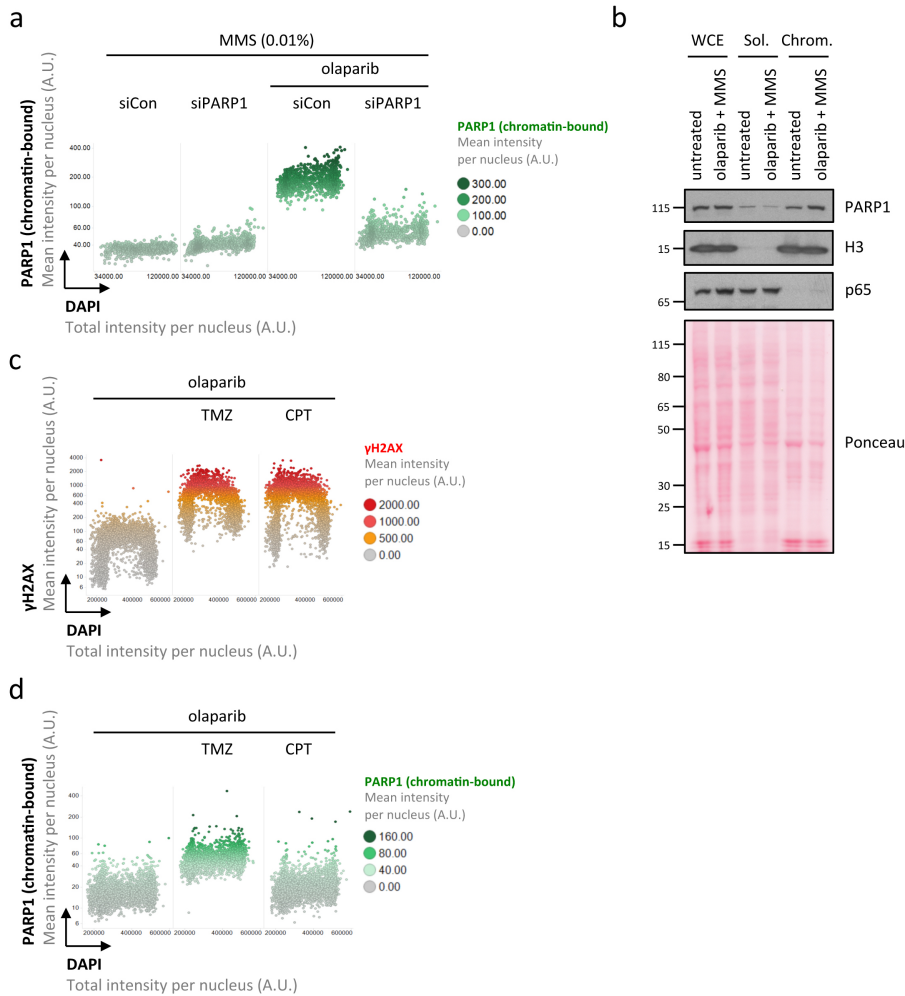 a
MMS (0.01%)
olaparib
siCon
siPARP1
siCon
siPARP1
PARP1 (chromatin-bound)
Mean intensity per nucleus (A.U.)
400.00
200.00
100.00
60.00
40.00
34000.00
120000.00
34000.00
120000.00
34000.00
120000.00
34000.00
120000.00
DAPI
Total intensity per nucleus (A.U.)
PARP1 (chromatin-bound)
Mean intensity
per nucleus (A.U.)
300.00
200.00
100.00
0.00
b
WCE Sol. Chrom.
untreated
olaparib + MMS
untreated
olaparib + MMS
untreated
olaparib + MMS
115
PARP1
15
H3
65
p65
115
80
65
50
30
25
15
Ponceau
c
olaparib
TMZ CPT
γH2AX
Mean intensity per nucleus (A.U.)
4000
2000
1000
600
400
200
100
60
40
20
10
6
200000 400000 600000
200000 400000 600000
200000 400000 600000
DAPI
Total intensity per nucleus (A.U.)
γH2AX
Mean intensity
per nucleus (A.U.)
2000.00
1000.00
500.00
0.00
d
olaparib
TMZ CPT
PARP1 (chromatin-bound)
Mean intensity per nucleus (A.U.)
400
200
100
60
40
20
10
6
200000 400000 600000
200000 400000 600000
200000 400000 600000
DAPI
Total intensity per nucleus (A.U.)
PARP1 (chromatin-bound)
Mean intensity
per nucleus (A.U.)
160.00
80.00
40.00
0.00